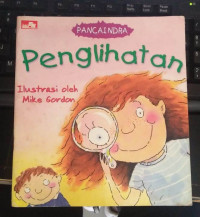 PANCAINDRA
Penglihatan
Ilustrasi oleh
Mike Gordon